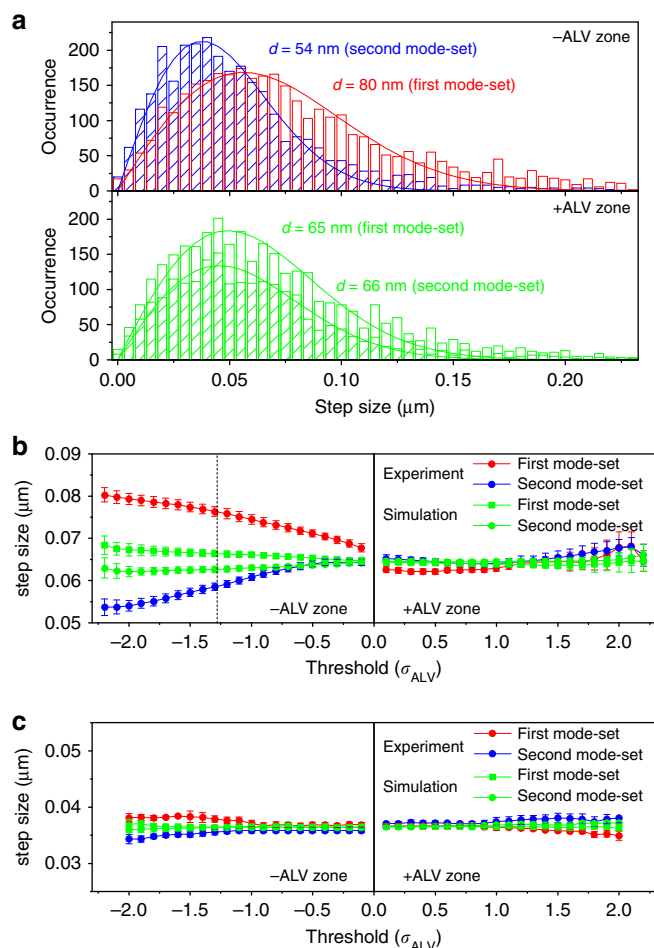 a
−ALV zone
d = 54 nm (second mode-set)
d = 80 nm (first mode-set)
Occurrence
200
150
100
50
0
+ALV zone
d = 65 nm (first mode-set)
d = 66 nm (second mode-set)
Occurrence
200
150
100
50
0
0.00 0.05 0.10 0.15 0.20
Step size (μm)
b
step size (μm)
0.09
0.08
0.07
0.06
0.05
Experiment
First mode-set
Second mode-set
Simulation
First mode-set
Second mode-set
−ALV zone
+ALV zone
−2.0 −1.5 −1.0 −0.5 0.0 0.5 1.0 1.5 2.0
Threshold (σALV)
c
step size (μm)
0.05
0.04
0.03
Experiment
First mode-set
Second mode-set
Simulation
First mode-set
Second mode-set
−ALV zone
+ALV zone
−2.0 −1.5 −1.0 −0.5 0.0 0.5 1.0 1.5 2.0
Threshold (σALV)